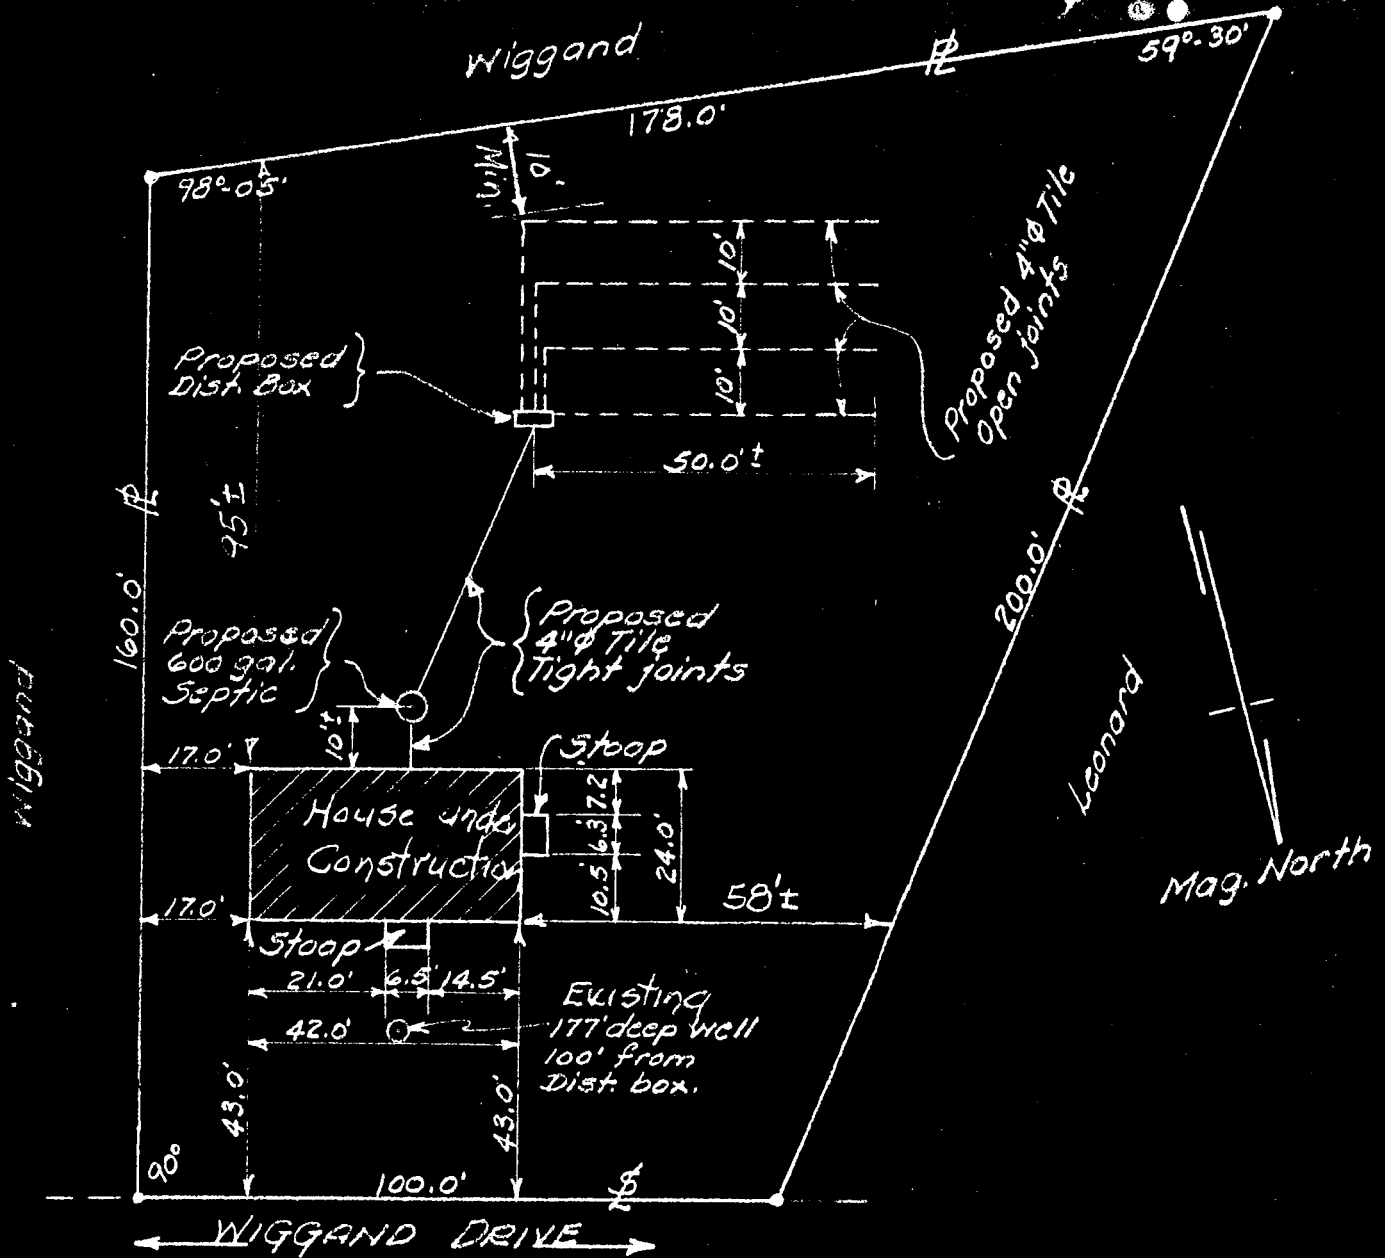 Wiggand
℞
59°-30'
178.0'
98°-05'
10'
Min.
10'
10'
10'
Proposed 4"φ Tile
Open joints
Proposed
Dist. Box
50.0'±
95'±
160.0'
200.0'
Proposed
600 gal.
Septic
Proposed
4"φ Tile
Tight joints
10'±
Wiggand
Leonard
17.0'
Stoop
House unde
Construction
7.2
6.3'
10.5'
24.0'
58'±
Mag. North
17.0'
Stoop
21.0'
6.5'
14.5'
42.0'
Existing
177' deep well
100' from
Dist. box.
43.0'
43.0'
90°
100.0'
WIGGAND DRIVE